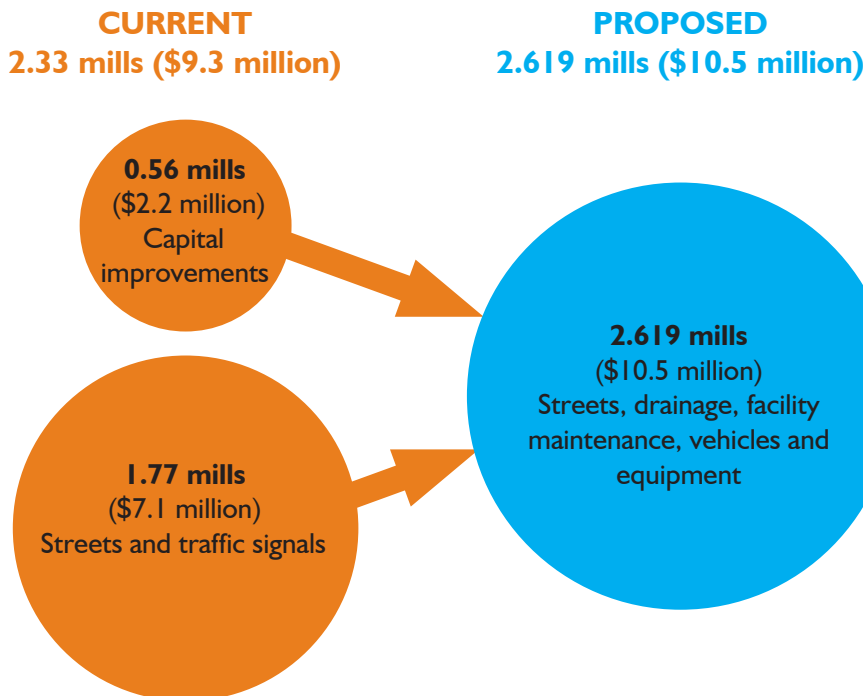 CURRENT
2.33 mills ($9.3 million)
PROPOSED
2.619 mills ($10.5 million)
0.56 mills
($2.2 million)
Capital
improvements
1.77 mills
($7.1 million)
Streets and traffic signals
2.619 mills
($10.5 million)
Streets, drainage, facility
maintenance, vehicles and
equipment